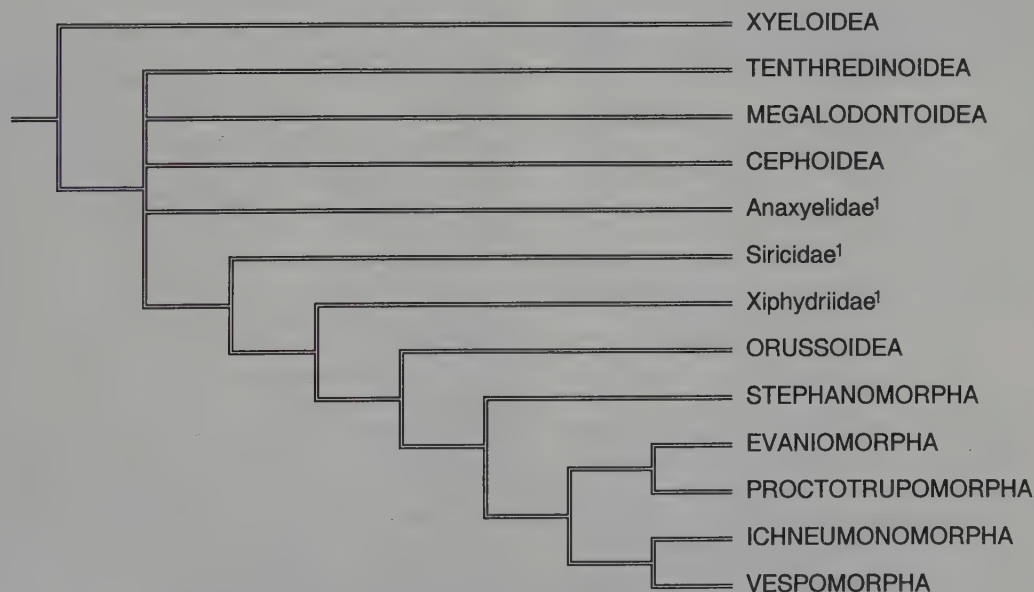 XYELOIDEA
TENTHREDINOIDEA
MEGALODONTOIDEA
CEPHOIDEA
Anaxyelidae¹
Siricidae¹
Xiphydriidae¹
ORUSSOIDEA
STEPHANOMORPHA
EVANIOMORPHA
PROCTOTRUPOMORPHA
ICHNEUMONOMORPHA
VESPOMORPHA